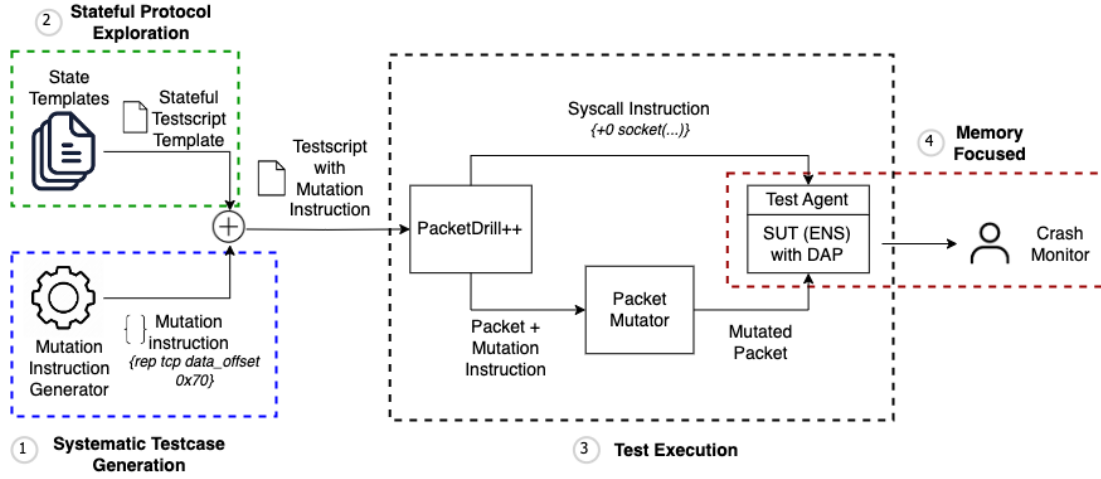 2
Stateful Protocol
Exploration
State
Templates
Stateful
Testscript
Template
Testscript
with
Mutation
Instruction
Mutation
Instruction
Generator
{ }
Mutation
instruction
{rep tcp data_offset
0x70}
1
Systematic Testcase
Generation
PacketDrill++
Syscall Instruction
{+0 socket(...)}
Packet +
Mutation
Instruction
Packet
Mutator
Mutated
Packet
Test Agent
SUT (ENS)
with DAP
3
Test Execution
4
Memory
Focused
Crash
Monitor